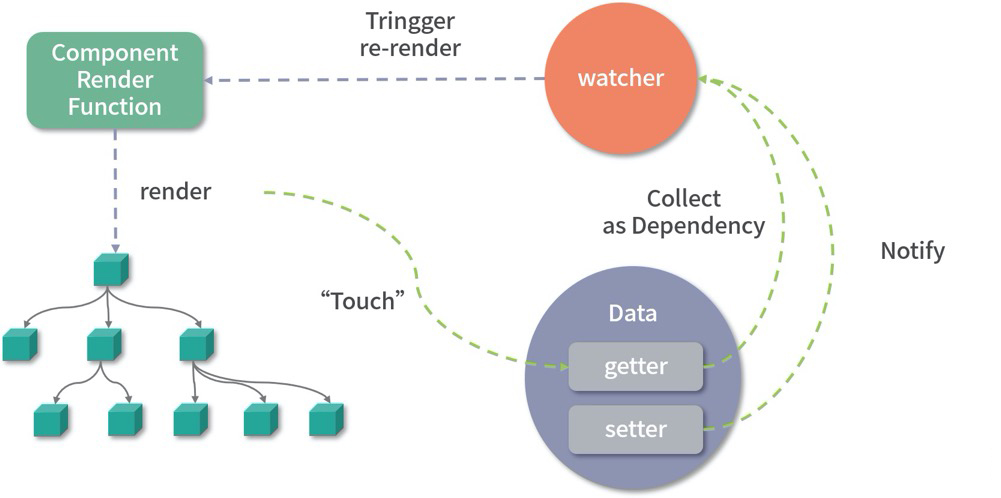 Component
Render
Function
Tringger
re-render
watcher
render
“Touch”
Collect
as Dependency
Notify
Data
getter
setter